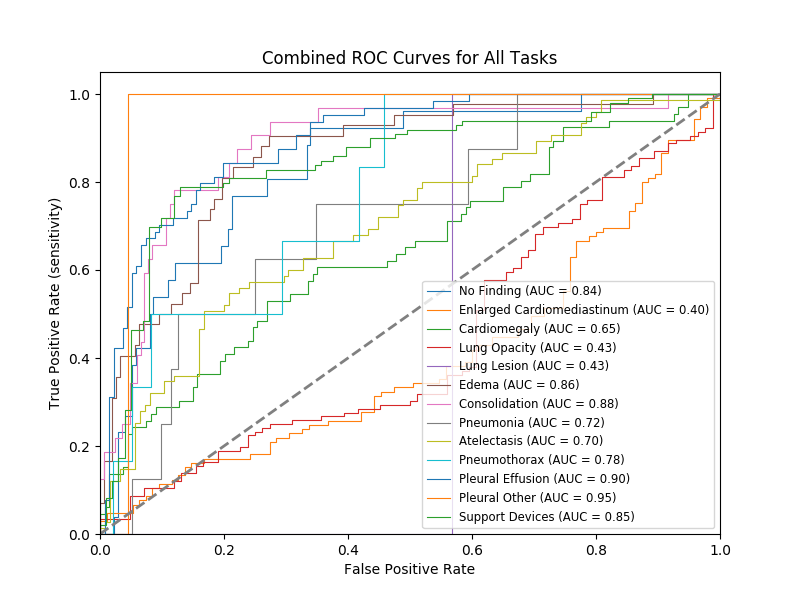 Combined ROC Curves for All Tasks
True Positive Rate (sensitivity)
1.0
0.8
0.6
0.4
0.2
0.0
No Finding (AUC = 0.84)
Enlarged Cardiomediastinum (AUC = 0.40)
Cardiomegaly (AUC = 0.65)
Lung Opacity (AUC = 0.43)
Lung Lesion (AUC = 0.43)
Edema (AUC = 0.86)
Consolidation (AUC = 0.88)
Pneumonia (AUC = 0.72)
Atelectasis (AUC = 0.70)
Pneumothorax (AUC = 0.78)
Pleural Effusion (AUC = 0.90)
Pleural Other (AUC = 0.95)
Support Devices (AUC = 0.85)
0.0 0.2 0.4 0.6 0.8 1.0
False Positive Rate